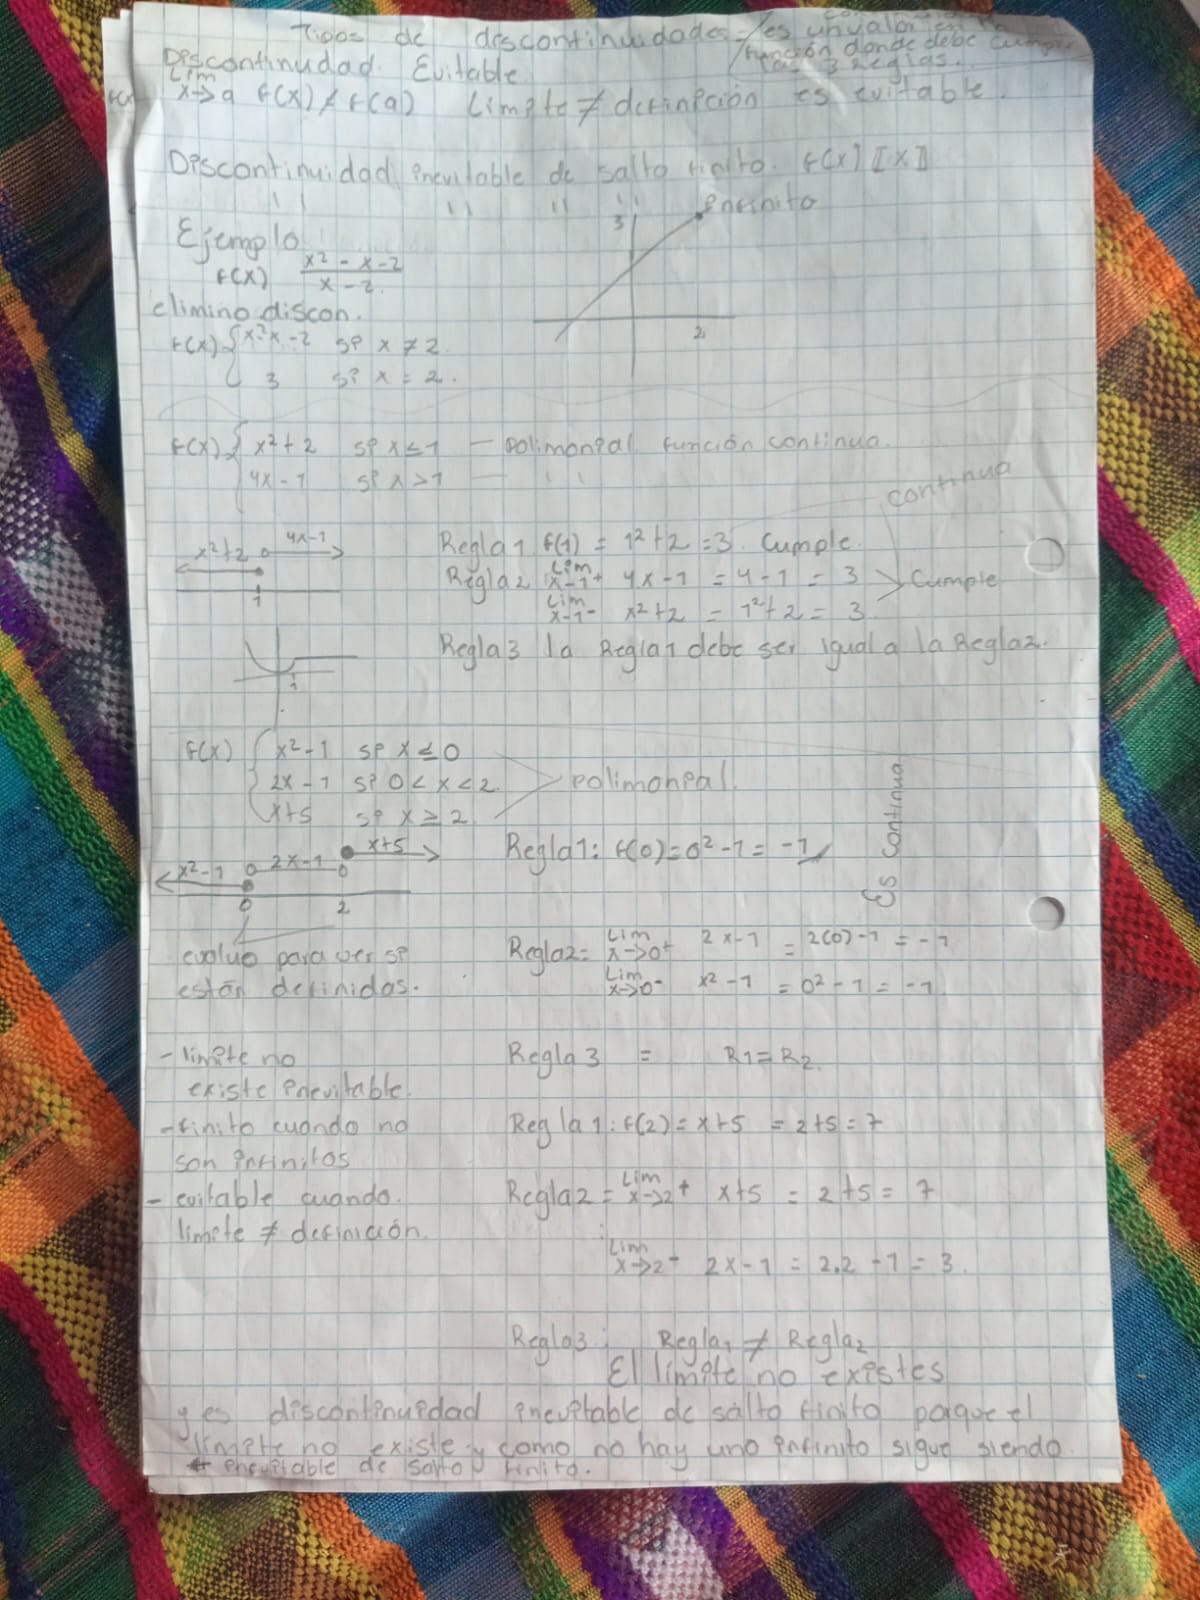 Tipos de descontinuidades = es un valor en la
función donde debe cumplir
las 3 Reglas.
Discontinudad Evitable
Lim x→a f(x) ≠ f(a) Limite ≠ definición es evitable.
Discontinuidad inevitable de salto finito. f(x) [[x]]
" " " " infinito
Ejemplo
f(x) x² - x - 2 / x - 2
3
2
elimino discon.
f(x) { x² x - 2 si x ≠ 2
3 si x = 2.
f(x) { x² + 2 si x ≤ 1 — polimonial función continua.
4x - 1 si x > 1 — " "
continua
x²+2 4x-1
1
Regla 1 f(1) = 1² + 2 = 3. Cumple.
Regla 2 Lim x→1+ 4x - 1 = 4 - 1 = 3 > Cumple
Lim x→1- x² + 2 = 1² + 2 = 3
Regla 3 la Regla 1 debe ser igual a la Regla 2.
1
f(x) { x² - 1 si x ≤ 0
2x - 1 si 0 < x < 2 polimonial
x+5 si x ≥ 2
Es continua
x² - 1 2x - 1 x+5
0 2
Regla 1: f(0) = 0² - 1 = -1
evaluo para ver si
están definidas.
Regla 2 = Lim x→0+ 2x - 1 = 2(0) - 1 = -1
Lim x→0- x² - 1 = 0² - 1 = -1
Regla 3 = R1 = R2.
- limite no
existe inevitable.
- finito cuando no
son infinitos
- evitable cuando
limite ≠ definición.
Regla 1: f(2) = x+5 = 2+5 = 7
Regla 2 = Lim x→2+ x+5 = 2+5 = 7
Lim x→2- 2x - 1 = 2.2 - 1 = 3.
Regla 3: Regla 1 ≠ Regla 2
El limite no existes
y es discontinuidad inevitable de salto finito paque el
limite no existe y como no hay uno infinito sigue siendo
inevitable de salto finito.